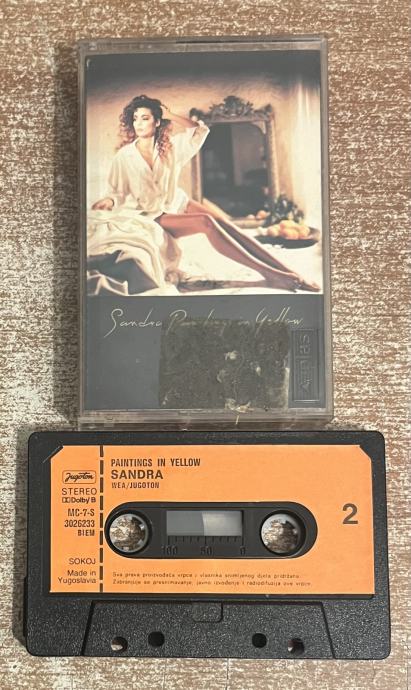 Sandra Paintings in Yellow
Jugoton
STEREO
Dolby B
MC-7-S
3026233
BIEM
SOKOJ
Made in
Yugoslavia
PAINTINGS IN YELLOW
SANDRA
WEA/JUGOTON
2
100 50 0
Sva prava proizvođača vrpce i vlasnika snimljenog djela pridržana.
Zabranjuje se presnimavanje, javno izvođenje i radiodifuzija ove vrpce.